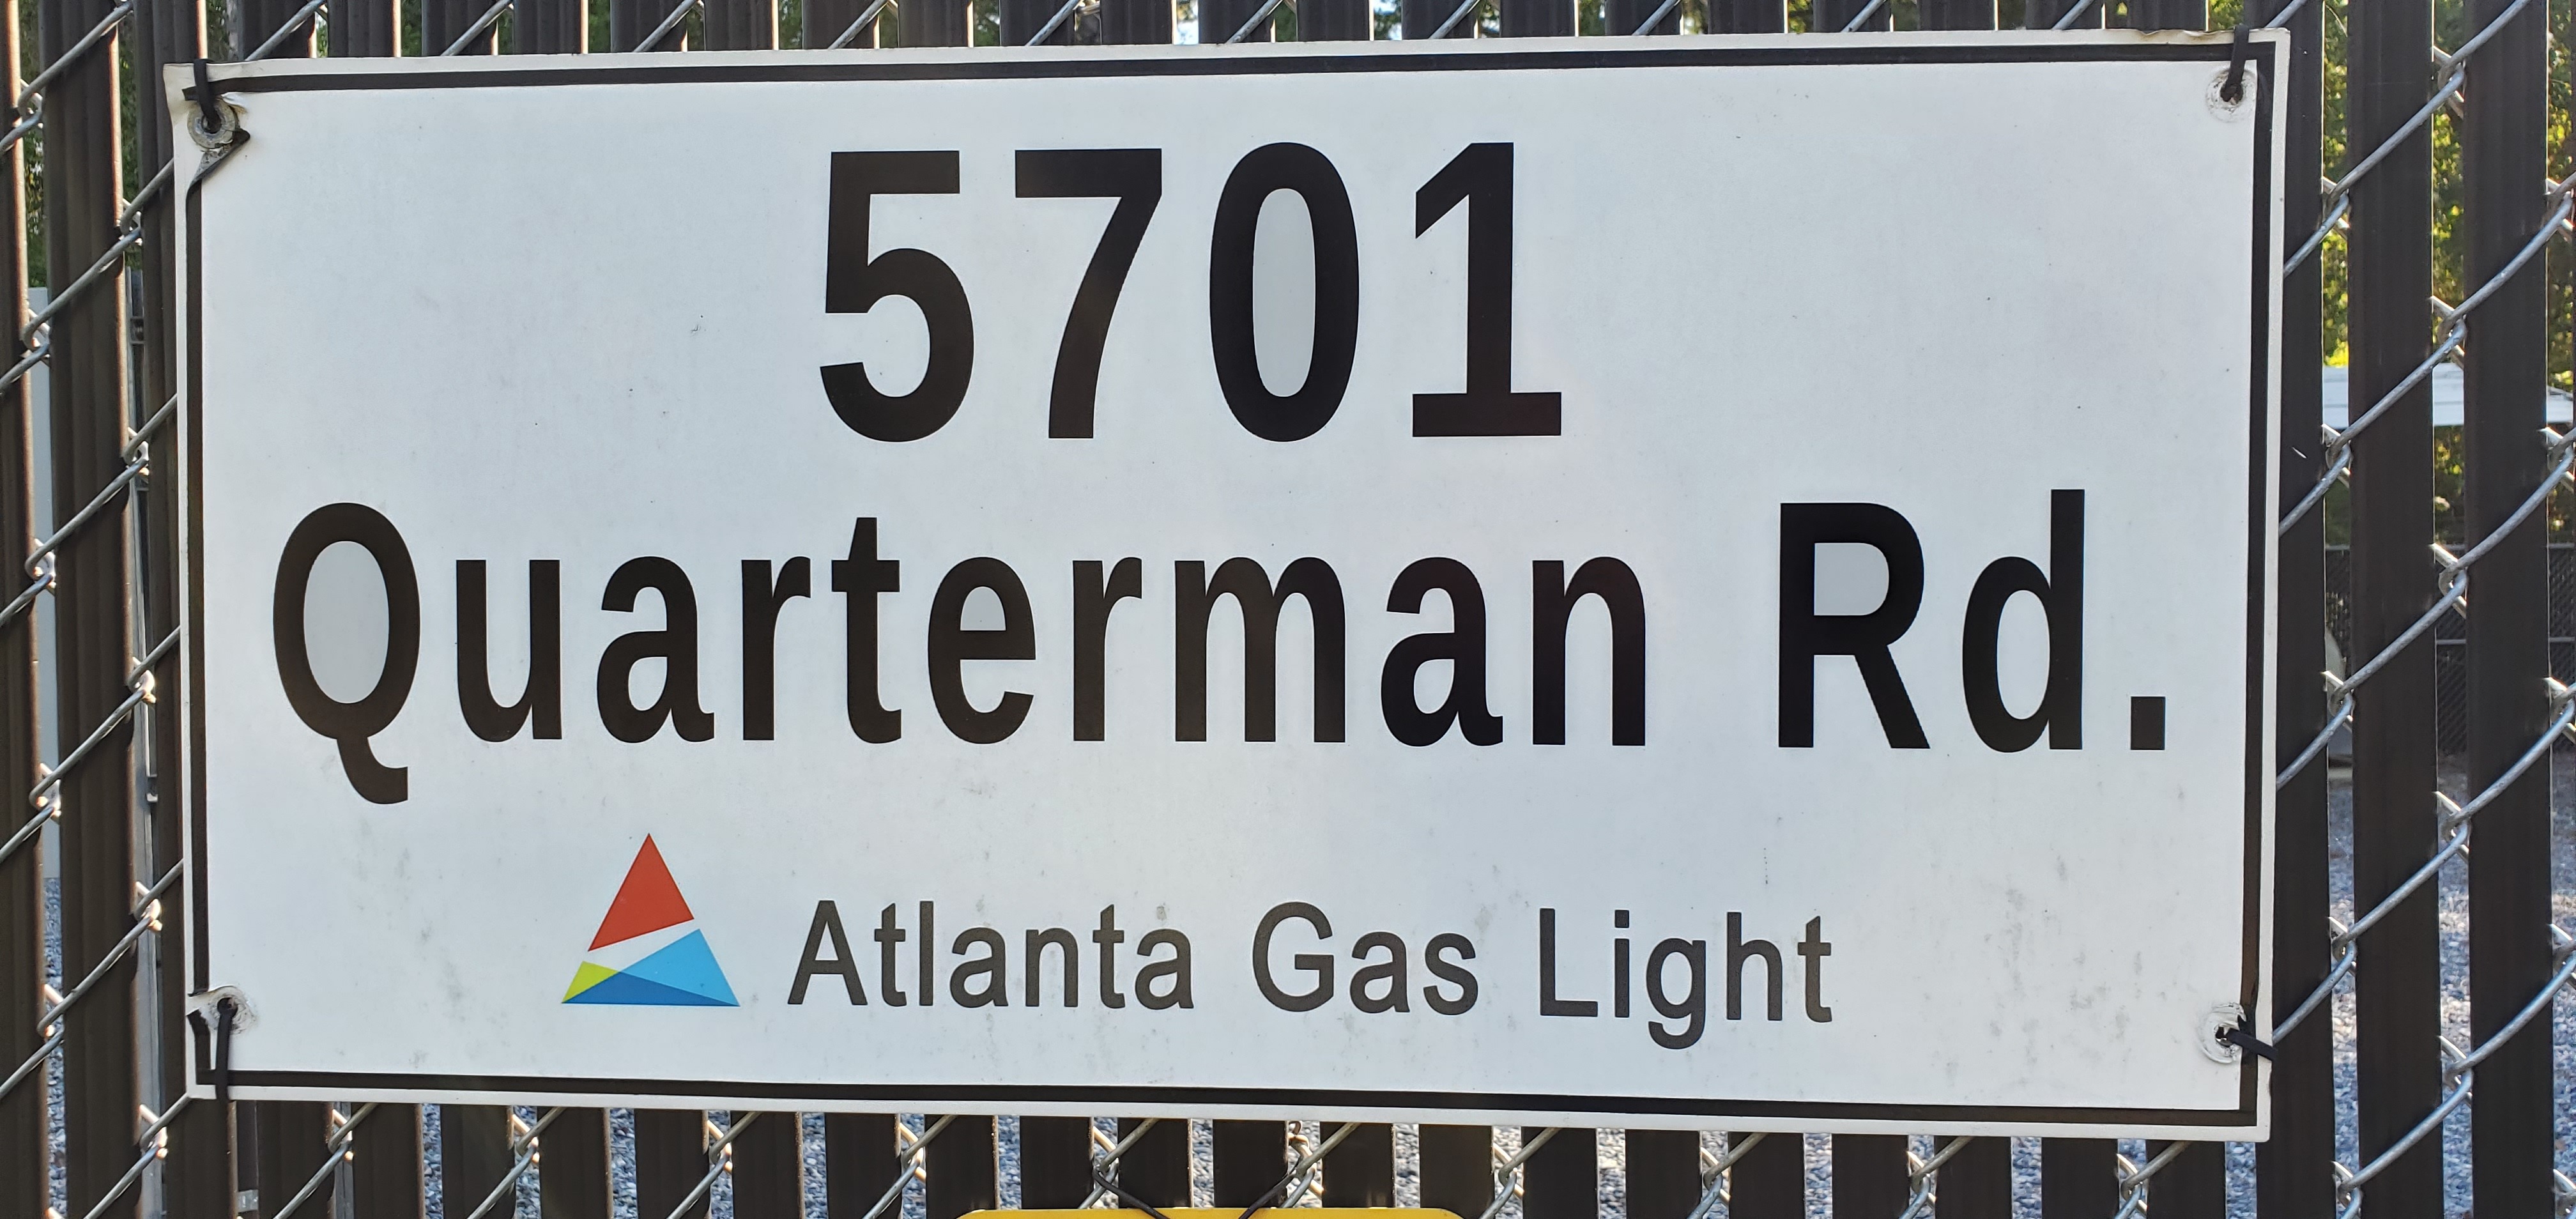 5701
Quarterman Rd.
Atlanta Gas Light